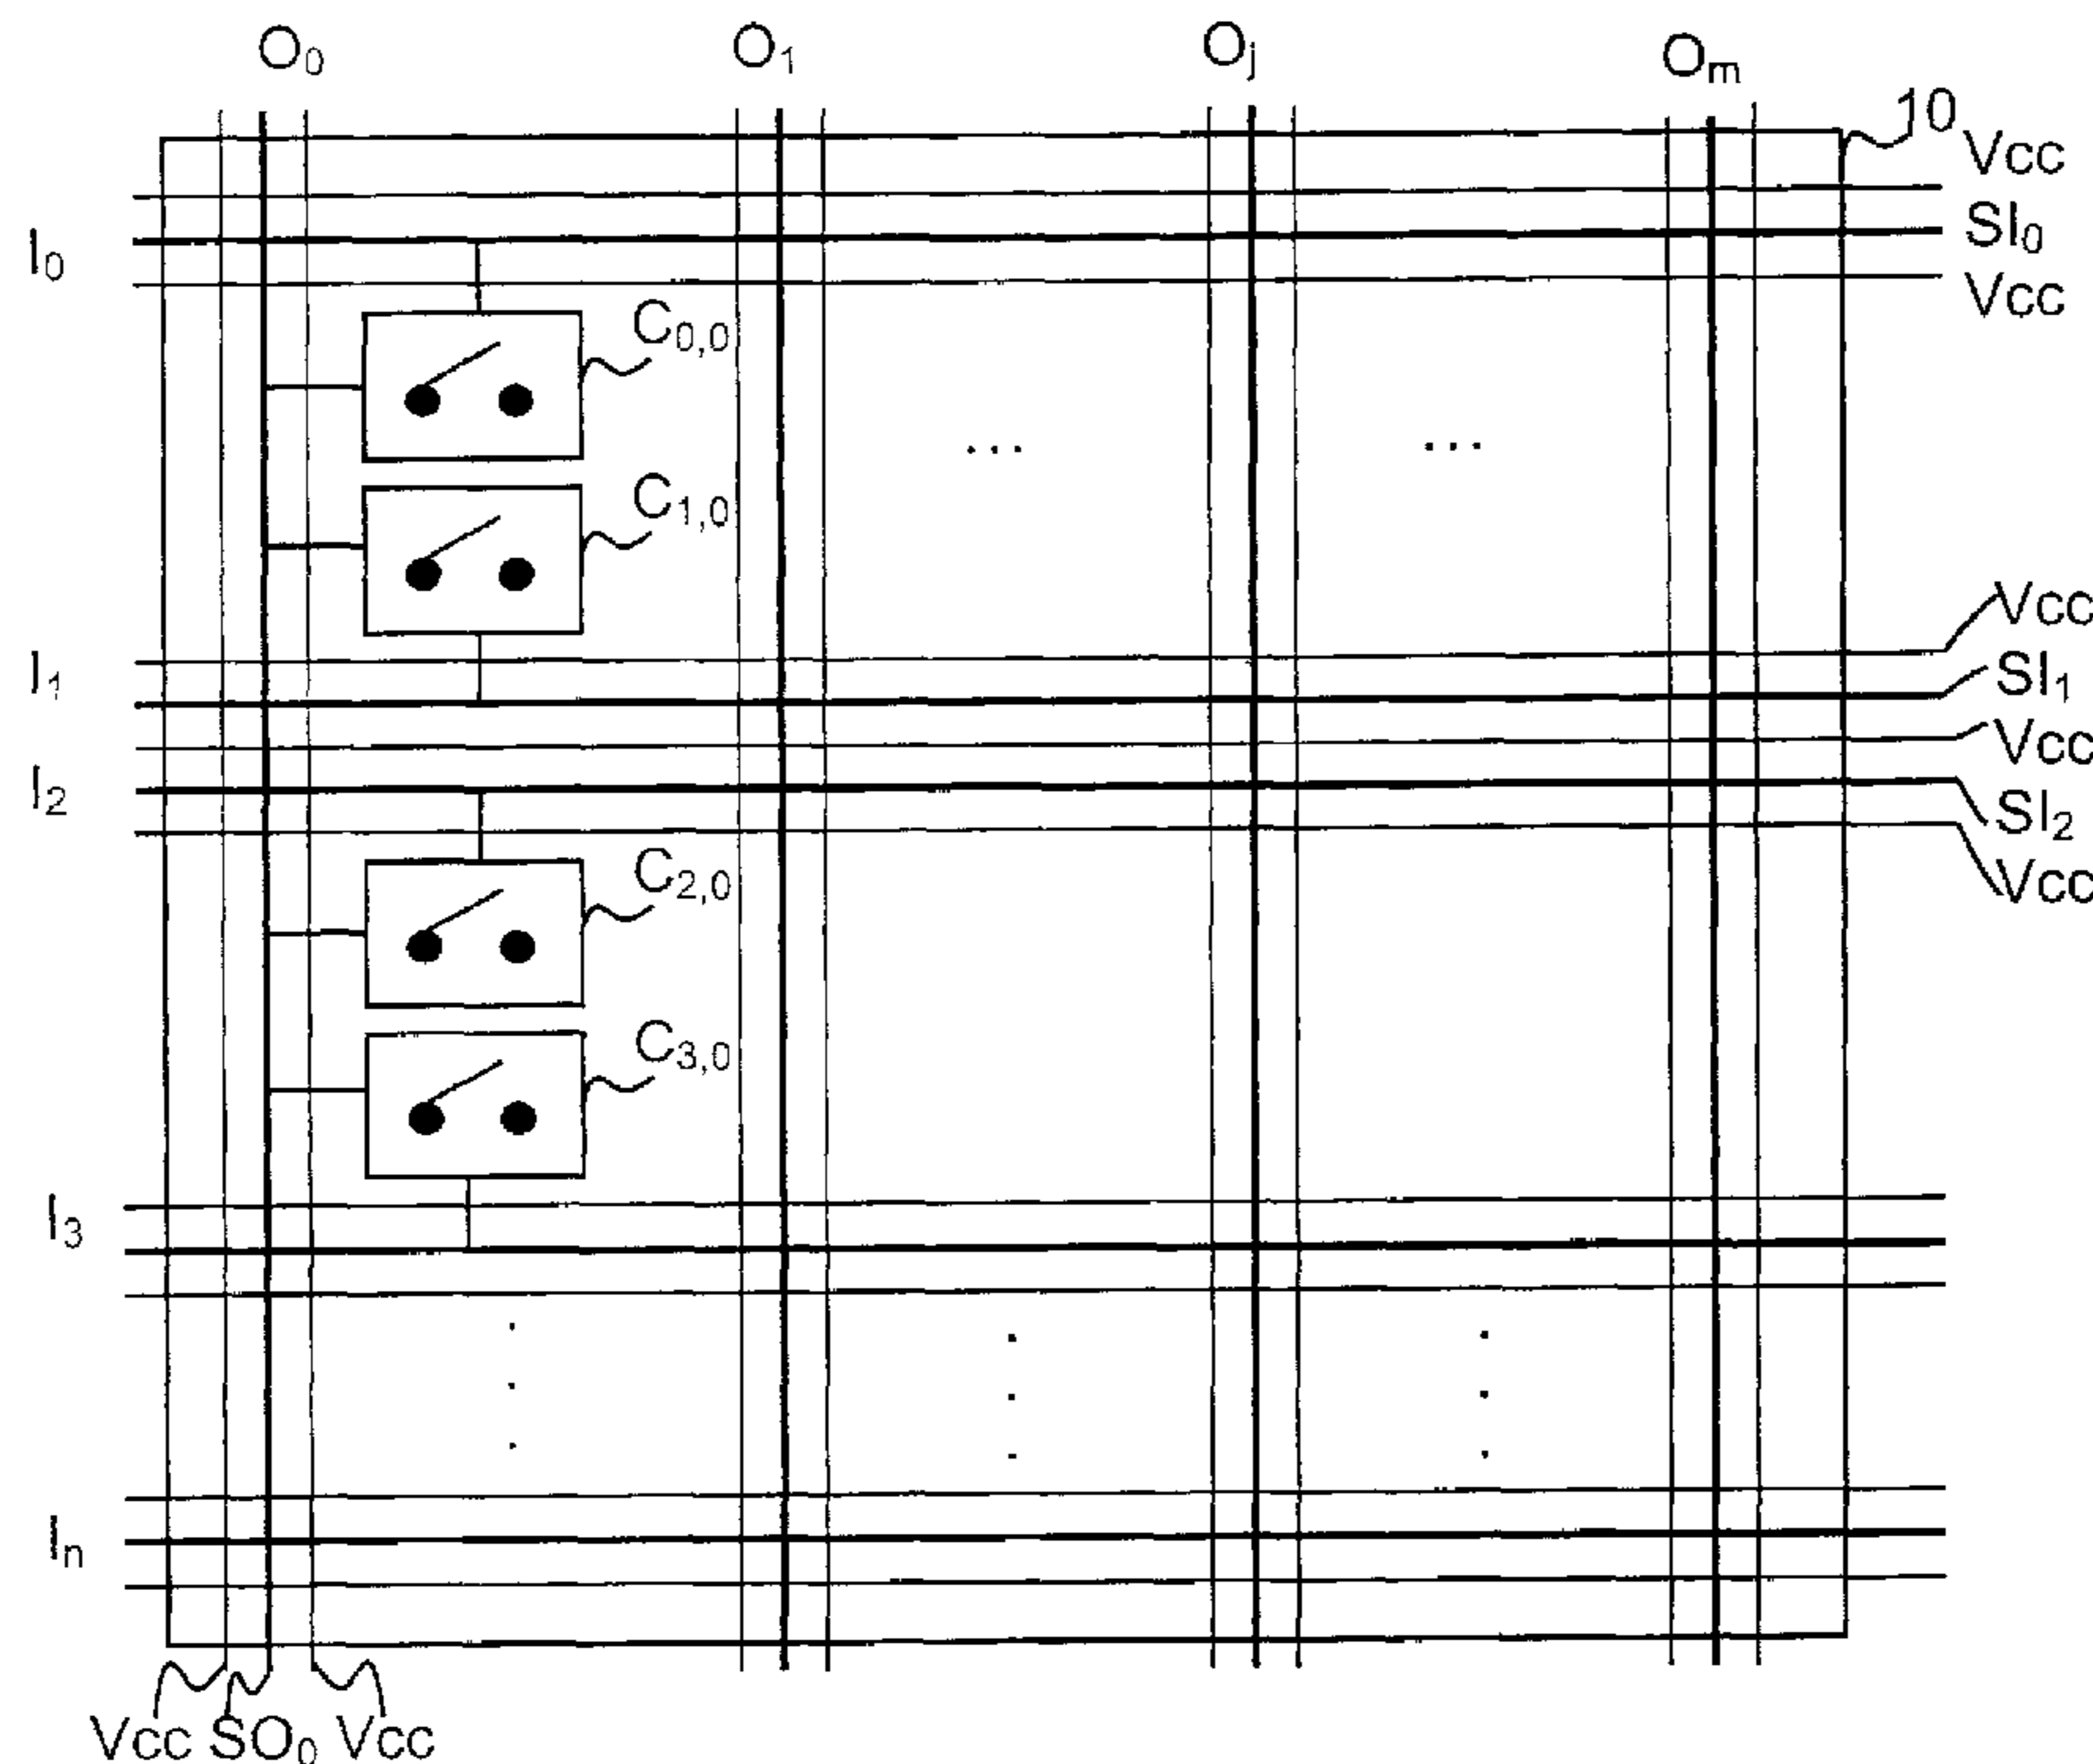 O₀ O₁ Oⱼ Oₘ
10
Vcc
I₀ SI₀
Vcc
C₀,₀
...
...
C₁,₀
Vcc
I₁ SI₁
Vcc
I₂ SI₂
C₂,₀ Vcc
C₃,₀
I₃
Iₙ
Vcc SO₀ Vcc